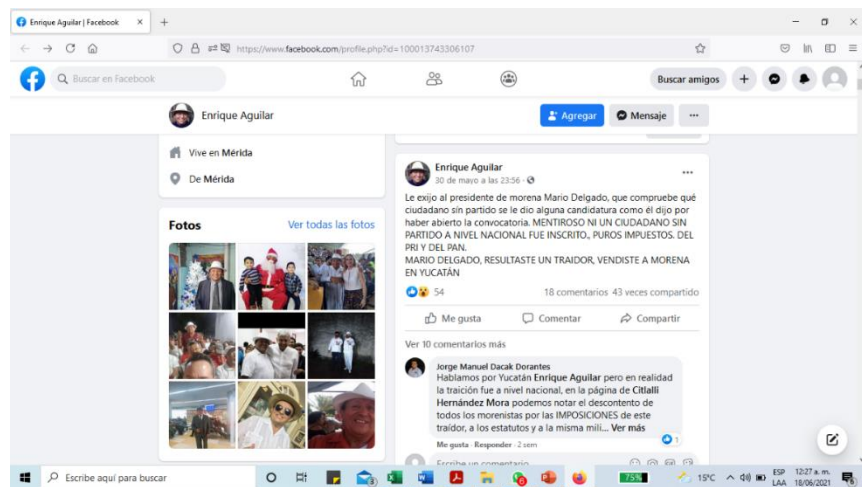 Enrique Aguilar | Facebook
https://www.facebook.com/profile.php?id=100013743306107
Buscar en Facebook
Buscar amigos
Enrique Aguilar
Agregar
Mensaje
Vive en Mérida
De Mérida
Fotos
Ver todas las fotos
Enrique Aguilar
30 de mayo a las 23:56
Le exijo al presidente de morena Mario Delgado, que compruebe qué
ciudadano sín partido se le dio alguna candidatura como él dijo por
haber abierto la convocatoria. MENTIROSO NI UN CIUDADANO SIN
PARTIDO A NIVEL NACIONAL FUE INSCRITO., PUROS IMPUESTOS. DEL
PRI Y DEL PAN.
MARIO DELGADO, RESULTASTE UN TRAIDOR, VENDISTE A MORENA
EN YUCATÁN
54
18 comentarios 43 veces compartido
Me gusta
Comentar
Compartir
Ver 10 comentarios más
Jorge Manuel Dacak Dorantes
Hablamos por Yucatán Enrique Aguilar pero en realidad
la traición fue a nivel nacional, en la página de Citlalli
Hernández Mora podemos notar el descontento de
todos los morenistas por las IMPOSICIONES de este
traídor, a los estatutos y a la misma mili... Ver más
Me gusta · Responder · 2 sem
1
Escribe un comentario
Escribe aquí para buscar
75%
15°C
ESP
LAA
12:27 a. m.
18/06/2021